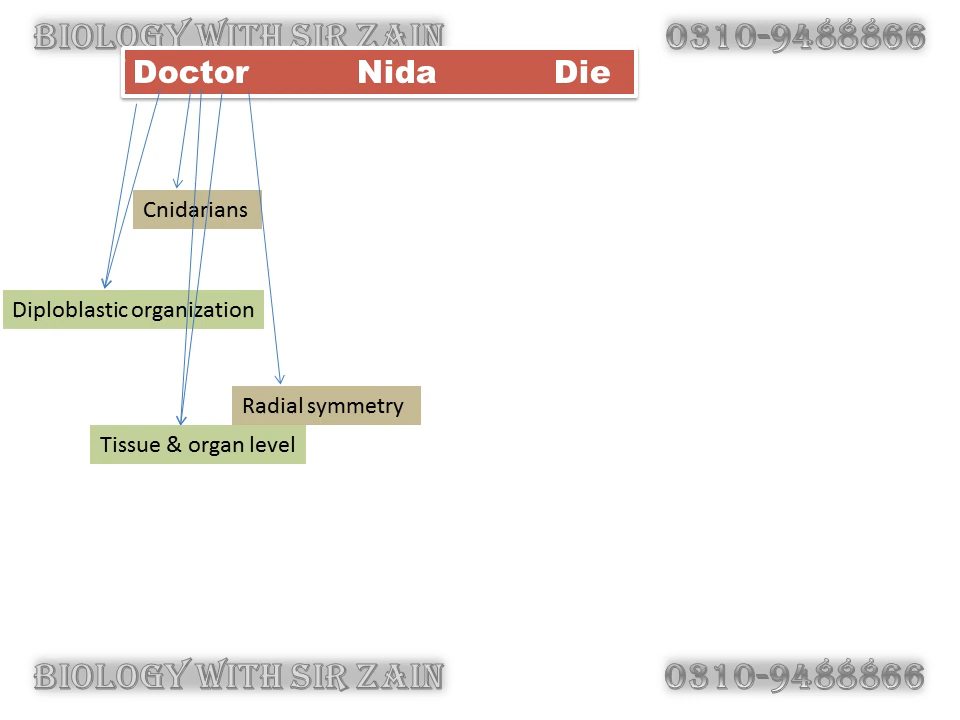 BIOLOGY WITH SIR ZAIN 0310-9488866
Doctor Nida Die
Cnidarians
Diploblastic organization
Radial symmetry
Tissue & organ level
BIOLOGY WITH SIR ZAIN 0310-9488866